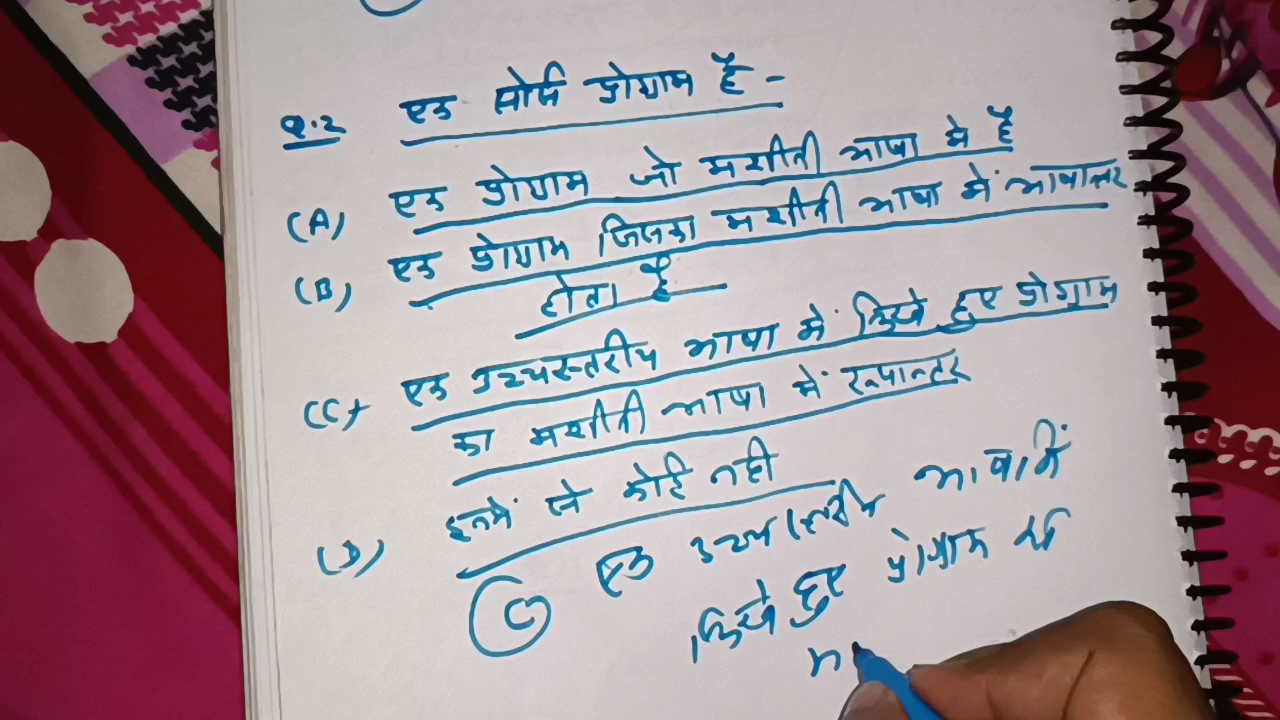 Q.2 एक सोर्स प्रोग्राम है -
(A) एक प्रोग्राम जो मशीनी भाषा मे है
(B) एक प्रोग्राम जिसका मशीनी भाषा में भाषान्तर
होता है
(C) एक उच्चस्तरीय भाषा में लिखे हुए प्रोग्राम
का मशीनी भाषा में रूपान्तर
(D) इनमें से कोई नही
(C) एक उच्चस्तरीय भाषा में
लिखे हुए प्रोग्राम